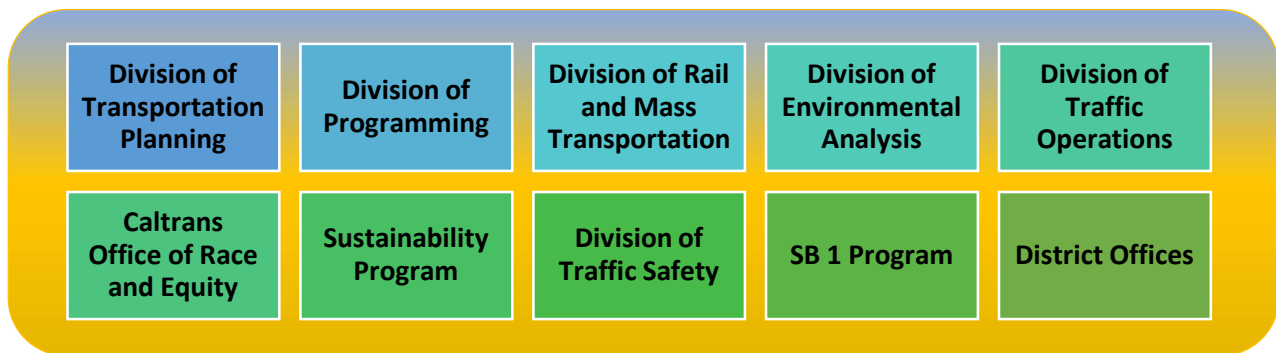 Division of
Transportation
Planning
Division of
Programming
Division of Rail
and Mass
Transportation
Division of
Environmental
Analysis
Division of
Traffic
Operations
Caltrans
Office of Race
and Equity
Sustainability
Program
Division of
Traffic Safety
SB 1 Program
District Offices